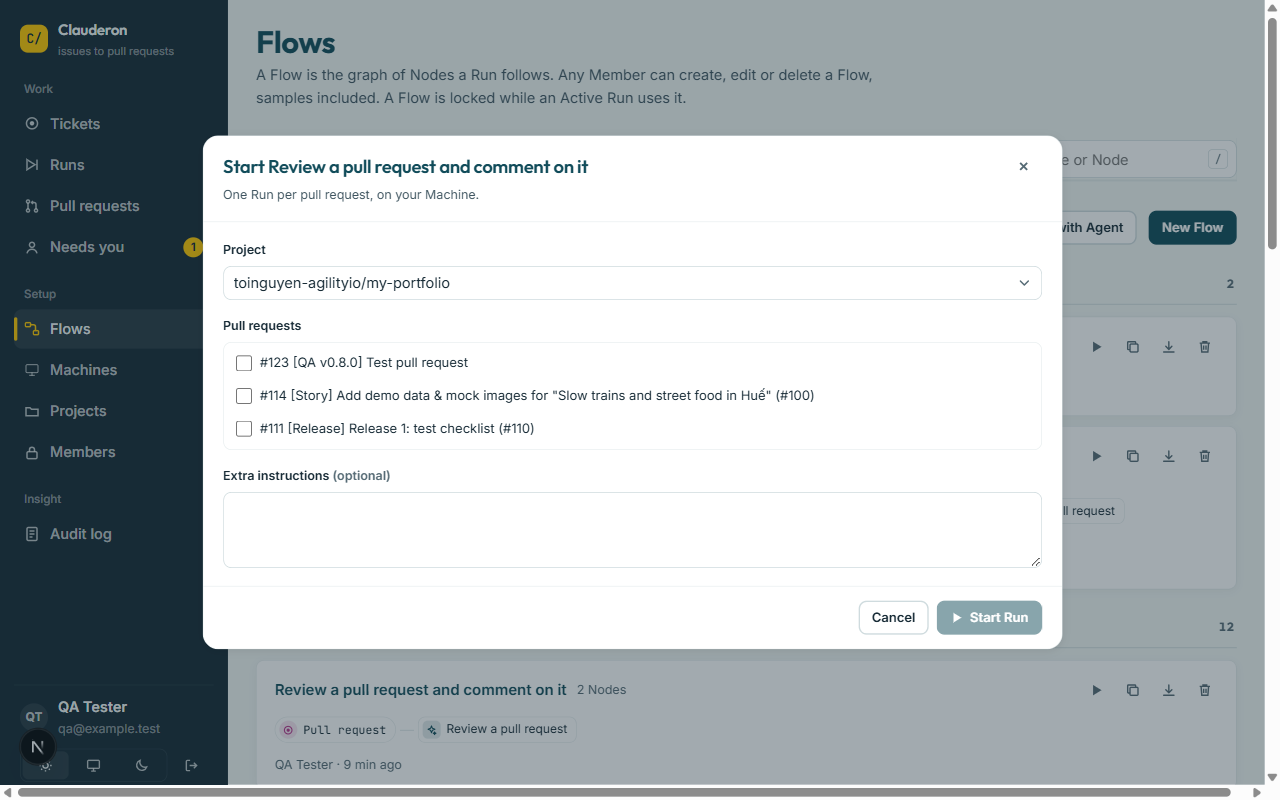 C/
Clauderon
issues to pull requests
Work
Tickets
Runs
Pull requests
Needs you
1
Setup
Flows
Machines
Projects
Members
Insight
Audit log
QT
QA Tester
qa@example.test
N
Flows
A Flow is the graph of Nodes a Run follows. Any Member can create, edit or delete a Flow,
samples included. A Flow is locked while an Active Run uses it.
or Node
/
with Agent
New Flow
2
Start Review a pull request and comment on it
One Run per pull request, on your Machine.
Project
toinguyen-agilityio/my-portfolio
Pull requests
#123 [QA v0.8.0] Test pull request
#114 [Story] Add demo data & mock images for "Slow trains and street food in Huế" (#100)
#111 [Release] Release 1: test checklist (#110)
Extra instructions (optional)
Cancel
Start Run
request
12
Review a pull request and comment on it
2 Nodes
Pull request
Review a pull request
QA Tester · 9 min ago